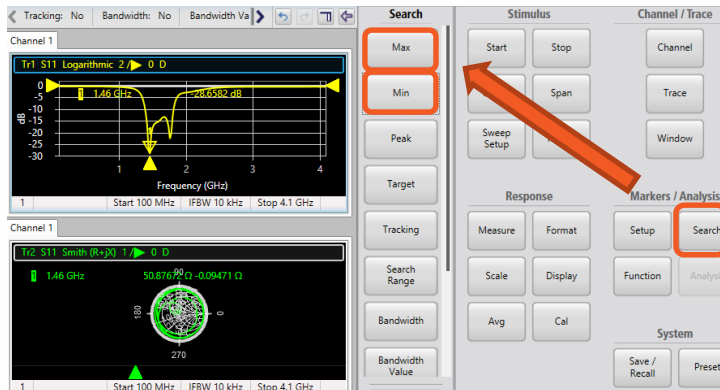 Tracking: No Bandwidth: No Bandwidth Va
Channel 1
Tr1 S11 Logarithmic 2 / 0 D
1 1.46 GHz -28.6582 dB
0
-5
-10
-15
-20
-25
-30
dB
1 2 3 4
Frequency (GHz)
1 Start 100 MHz IFBW 10 kHz Stop 4.1 GHz
Channel 1
Tr2 S11 Smith (R+jX) 1 / 0 D
1 1.46 GHz 50.8767 Ω -0.09471 Ω
90
180
0
270
1 Start 100 MHz IFBW 10 kHz Stop 4.1 GHz
Search
Max
Min
Peak
Target
Tracking
Search
Range
Bandwidth
Bandwidth
Value
Stimulus
Start Stop
Span
Sweep
Setup
Response
Measure Format
Scale Display
Avg Cal
Channel / Trace
Channel
Trace
Window
Markers / Analysis
Setup Search
Function Analysis
System
Save /
Recall
Preset